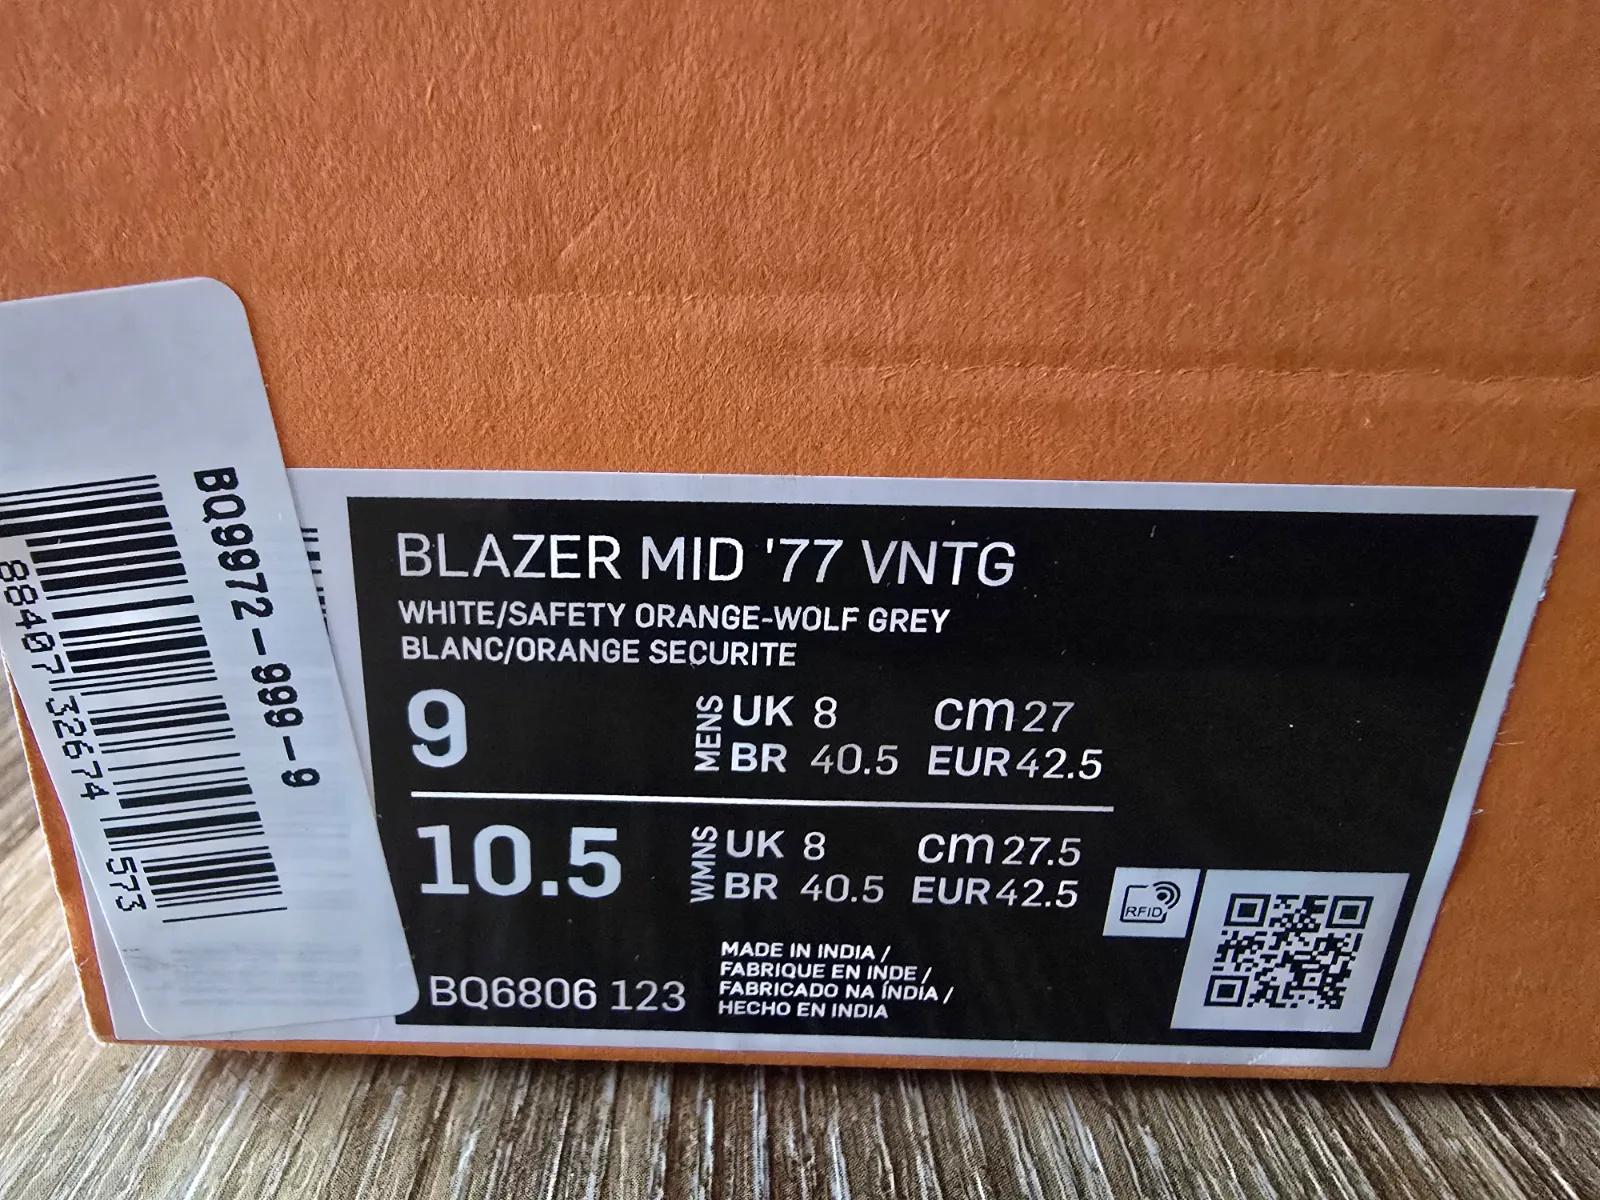 BQ9972-999-9
88407 32674 573
BLAZER MID '77 VNTG
WHITE/SAFETY ORANGE-WOLF GREY
BLANC/ORANGE SECURITE
9 MENS UK 8 cm 27
BR 40.5 EUR 42.5
10.5 WMNS UK 8 cm 27.5
BR 40.5 EUR 42.5
RFID
BQ6806 123
MADE IN INDIA /
FABRIQUE EN INDE /
FABRICADO NA ÍNDIA /
HECHO EN INDIA